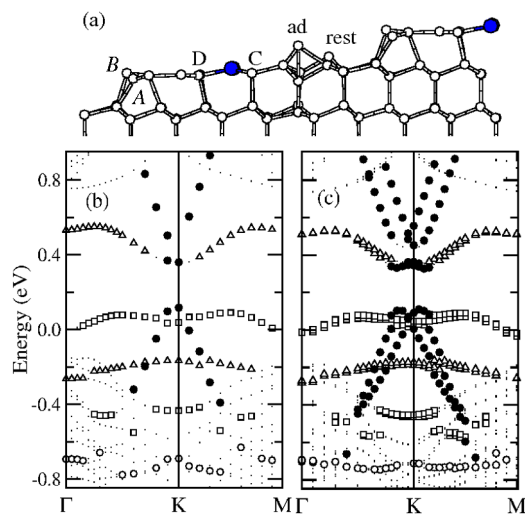 (a)
ad
rest
B
D
C
A
(b)
(c)
Energy (eV)
0.8
0.4
0.0
-0.4
-0.8
Γ
K
M
Γ
K
M